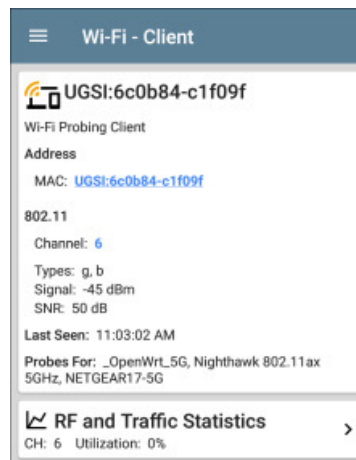 Wi-Fi - Client
UGSI:6c0b84-c1f09f
Wi-Fi Probing Client
Address
MAC: UGSI:6c0b84-c1f09f
802.11
Channel: 6
Types: g, b
Signal: -45 dBm
SNR: 50 dB
Last Seen: 11:03:02 AM
Probes For: _OpenWrt_5G, Nighthawk 802.11ax
5GHz, NETGEAR17-5G
RF and Traffic Statistics
CH: 6 Utilization: 0%